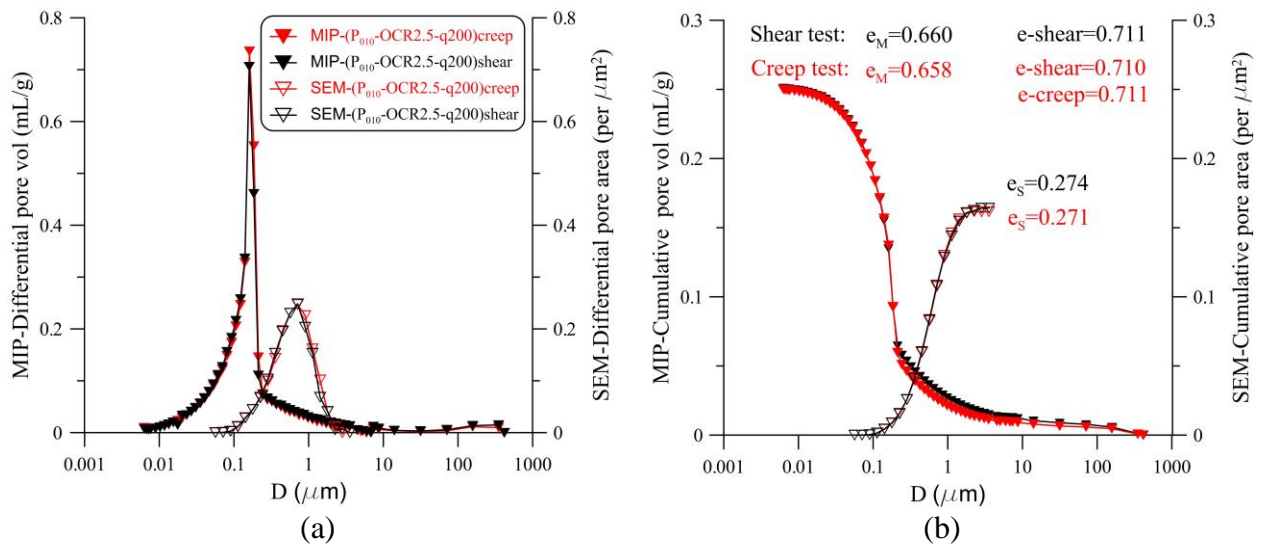 MIP-Differential pore vol (mL/g)
0.8
0.6
0.4
0.2
0
0.8
0.6
0.4
0.2
0
SEM-Differential pore area (per μm²)
MIP-(P₀₁₀-OCR2.5-q200)creep
MIP-(P₀₁₀-OCR2.5-q200)shear
SEM-(P₀₁₀-OCR2.5-q200)creep
SEM-(P₀₁₀-OCR2.5-q200)shear
0.001 0.01 0.1 1 10 100 1000
D (μm)
(a)
MIP-Cumulative pore vol (mL/g)
0.3
0.2
0.1
0
0.3
0.2
0.1
0
SEM-Cumulative pore area (per μm²)
Shear test: eM=0.660 e-shear=0.711
Creep test: eM=0.658 e-shear=0.710
e-creep=0.711
eS=0.274
eS=0.271
0.001 0.01 0.1 1 10 100 1000
D (μm)
(b)